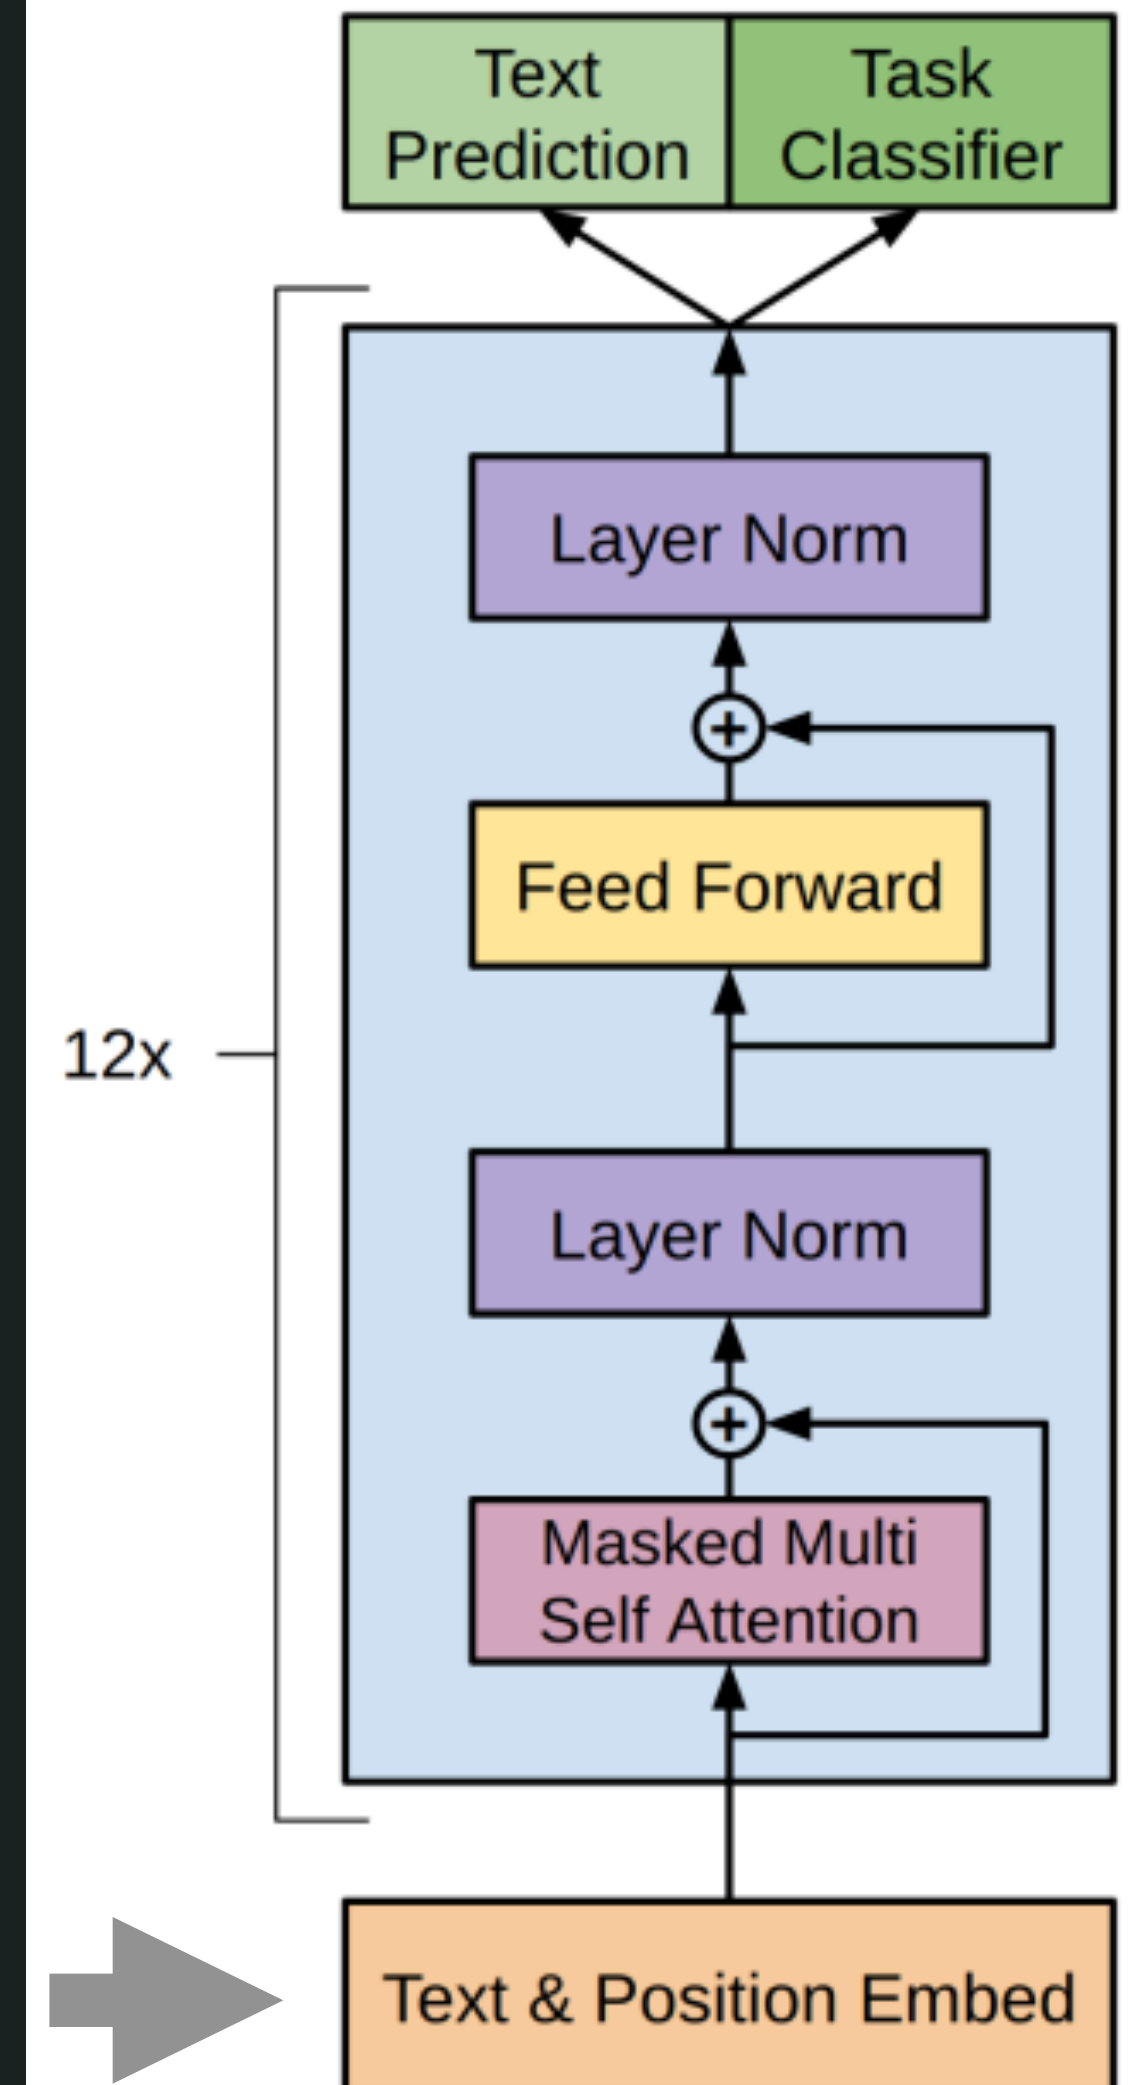 Text
Prediction
Task
Classifier
Layer Norm
+
Feed Forward
12x
Layer Norm
+
Masked Multi
Self Attention
Text & Position Embed